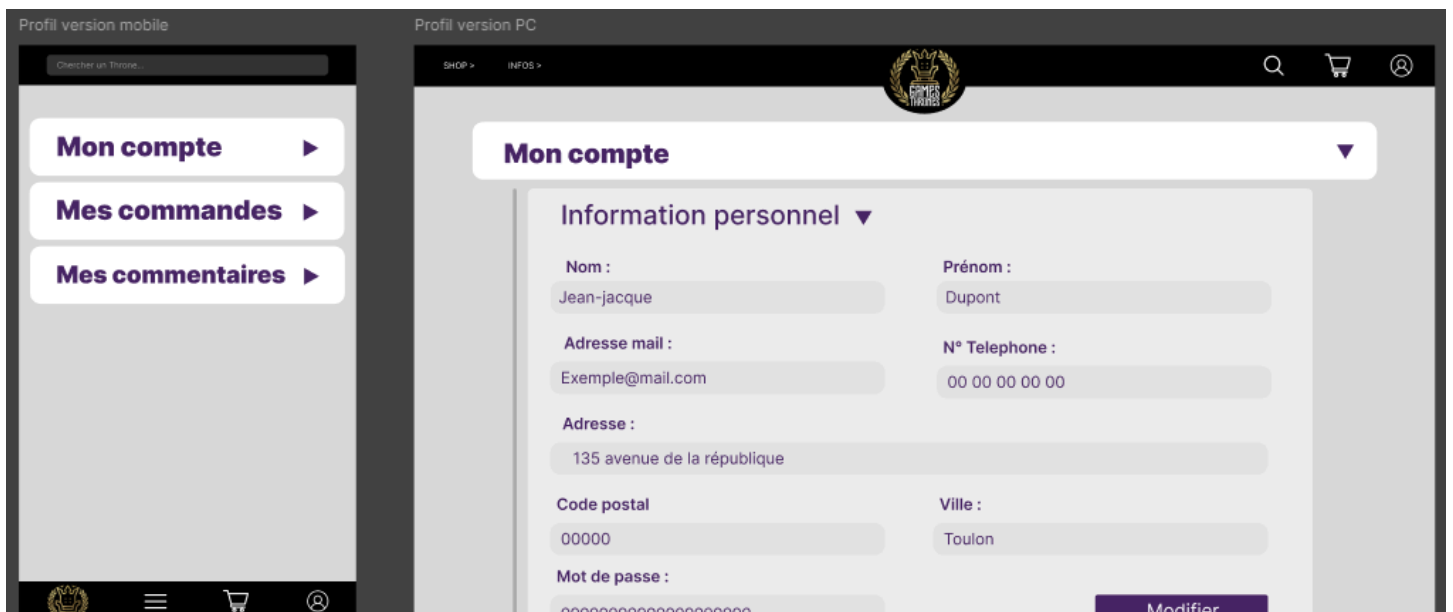 Profil version mobile
Chercher un Throne...
Mon compte
Mes commandes
Mes commentaires
Profil version PC
SHOP >
INFOS >
GAMES
THRONES
Mon compte
Information personnel
Nom :
Prénom :
Jean-jacque
Dupont
Adresse mail :
N° Telephone :
Exemple@mail.com
00 00 00 00 00
Adresse :
135 avenue de la république
Code postal
Ville :
00000
Toulon
Mot de passe :
Modifier